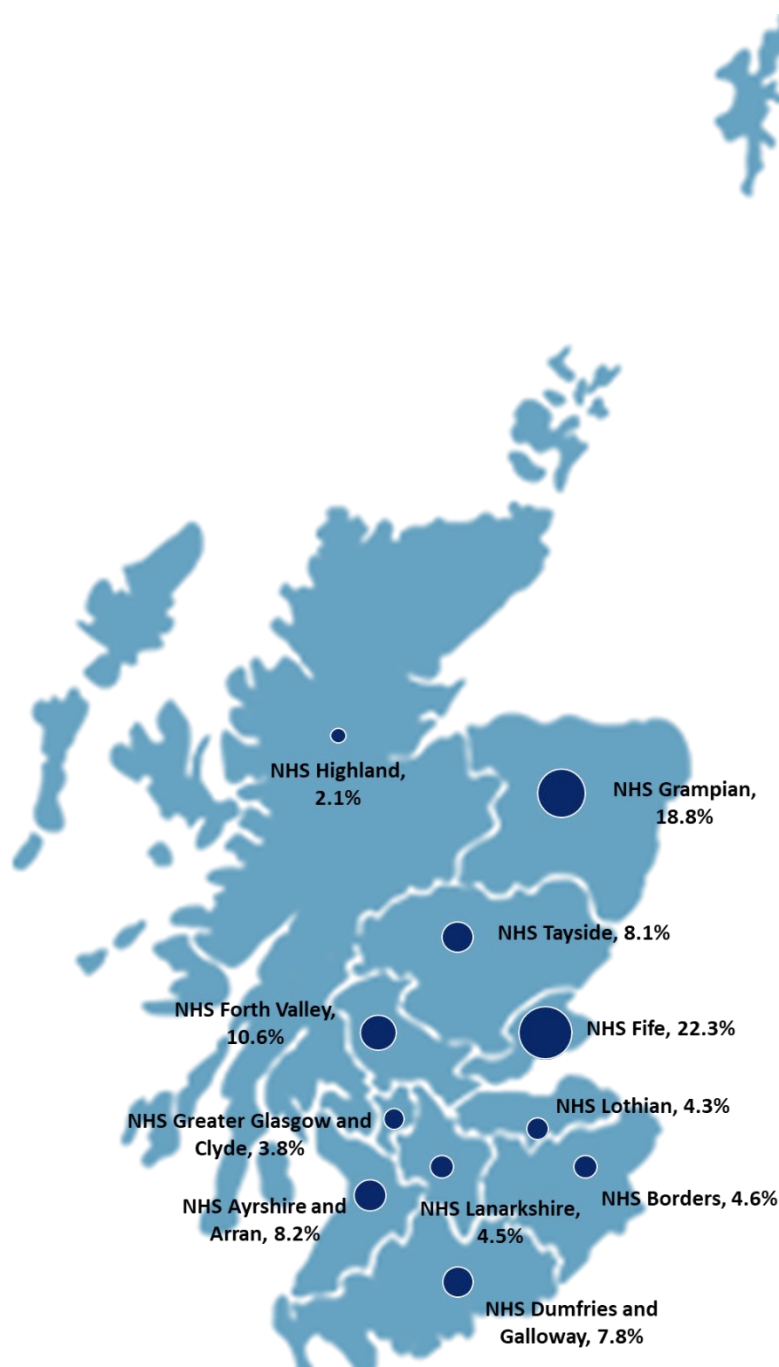 NHS Highland,
2.1%
NHS Grampian,
18.8%
NHS Tayside, 8.1%
NHS Forth Valley,
10.6%
NHS Fife, 22.3%
NHS Lothian, 4.3%
NHS Greater Glasgow and
Clyde, 3.8%
NHS Borders, 4.6%
NHS Ayrshire and
Arran, 8.2%
NHS Lanarkshire,
4.5%
NHS Dumfries and
Galloway, 7.8%